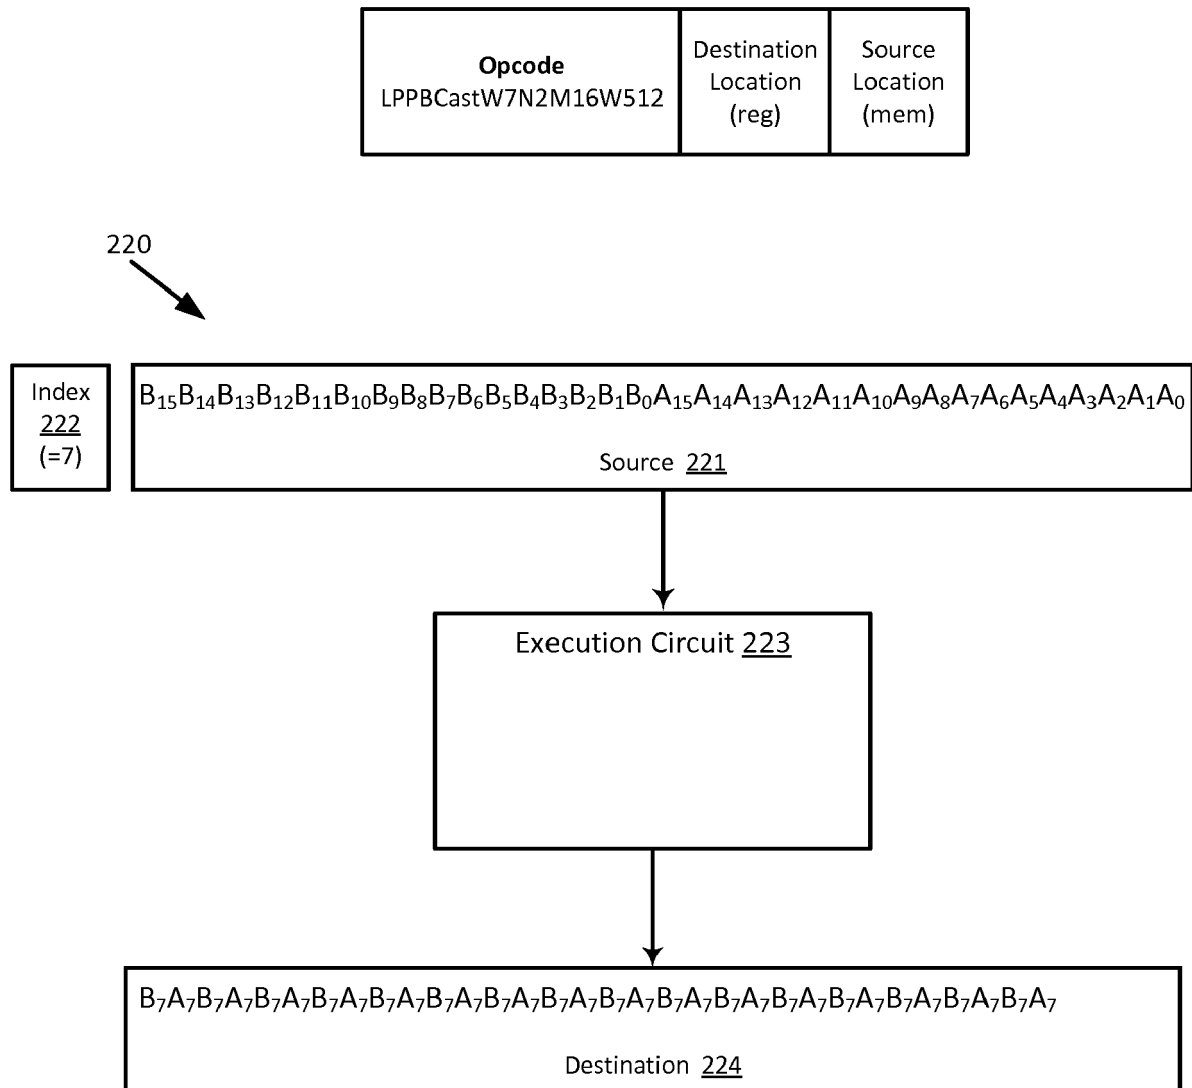 Opcode
LPPBCastW7N2M16W512
Destination
Location
(reg)
Source
Location
(mem)
220
Index
222
(=7)
B₁₅B₁₄B₁₃B₁₂B₁₁B₁₀B₉B₈B₇B₆B₅B₄B₃B₂B₁B₀A₁₅A₁₄A₁₃A₁₂A₁₁A₁₀A₉A₈A₇A₆A₅A₄A₃A₂A₁A₀
Source 221
Execution Circuit 223
B₇A₇B₇A₇B₇A₇B₇A₇B₇A₇B₇A₇B₇A₇B₇A₇B₇A₇B₇A₇B₇A₇B₇A₇B₇A₇B₇A₇B₇A₇B₇A₇
Destination 224